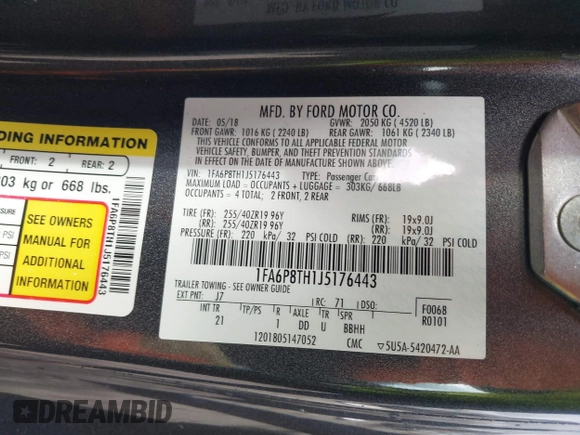 DING INFORMATION
FRONT: 2 REAR: 2
303 kg or 668 lbs.
SEE OWNERS
MANUAL FOR
ADDITIONAL
INFORMATION
1FA6P8TH1J5176443
MFD. BY FORD MOTOR CO.
DATE: 05/18 GVWR: 2050 KG ( 4520 LB)
FRONT GAWR: 1016 KG ( 2240 LB) REAR GAWR: 1061 KG ( 2340 LB)
THIS VEHICLE CONFORMS TO ALL APPLICABLE FEDERAL MOTOR
VEHICLE SAFETY, BUMPER, AND THEFT PREVENTION STANDARDS
IN EFFECT ON THE DATE OF MANUFACTURE SHOWN ABOVE.
VIN: 1FA6P8TH1J5176443 Type: Passenger Car
MAXIMUM LOAD = OCCUPANTS + LUGGAGE = 303KG/ 668LB
OCCUPANTS = 4 TOTAL; 2 FRONT, 2 REAR
TIRE (FR): 255/40ZR19 96Y RIMS (FR): 19x9.0J
(RR): 255/40ZR19 96Y (RR): 19x9.0J
PRESSURE (FR): 220 kPa/ 32 PSI COLD (RR): 220 kPa/ 32 PSI COLD
1FA6P8TH1J5176443
TRAILER TOWING - SEE OWNER GUIDE
EXT PNT: J7 RC: 71 DSO: F0068
INT TR TP/PS R AXLE TR SPR R0101
21 1 DD U BBHH
1201805147052 CMC ▽5U5A-5420472-AA
DREAMBID